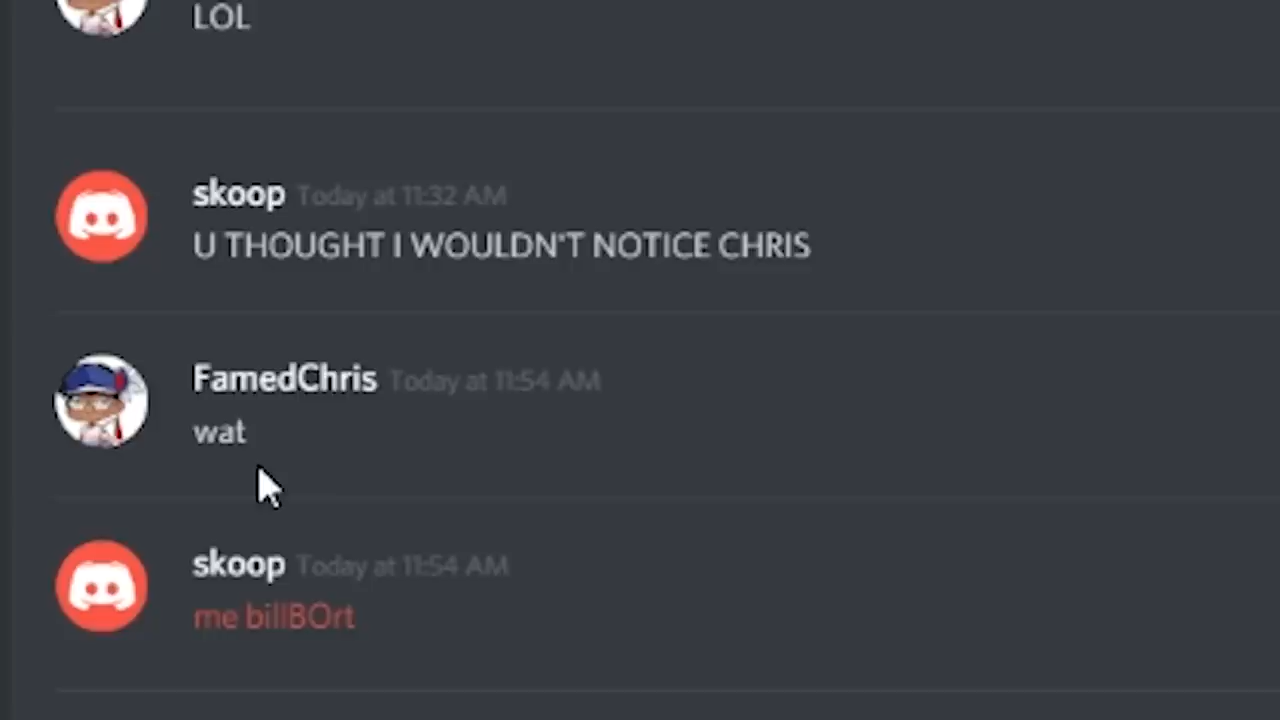 LOL
skoop Today at 11:32 AM
U THOUGHT I WOULDN'T NOTICE CHRIS
FamedChris Today at 11:54 AM
wat
skoop Today at 11:54 AM
me billBOrt